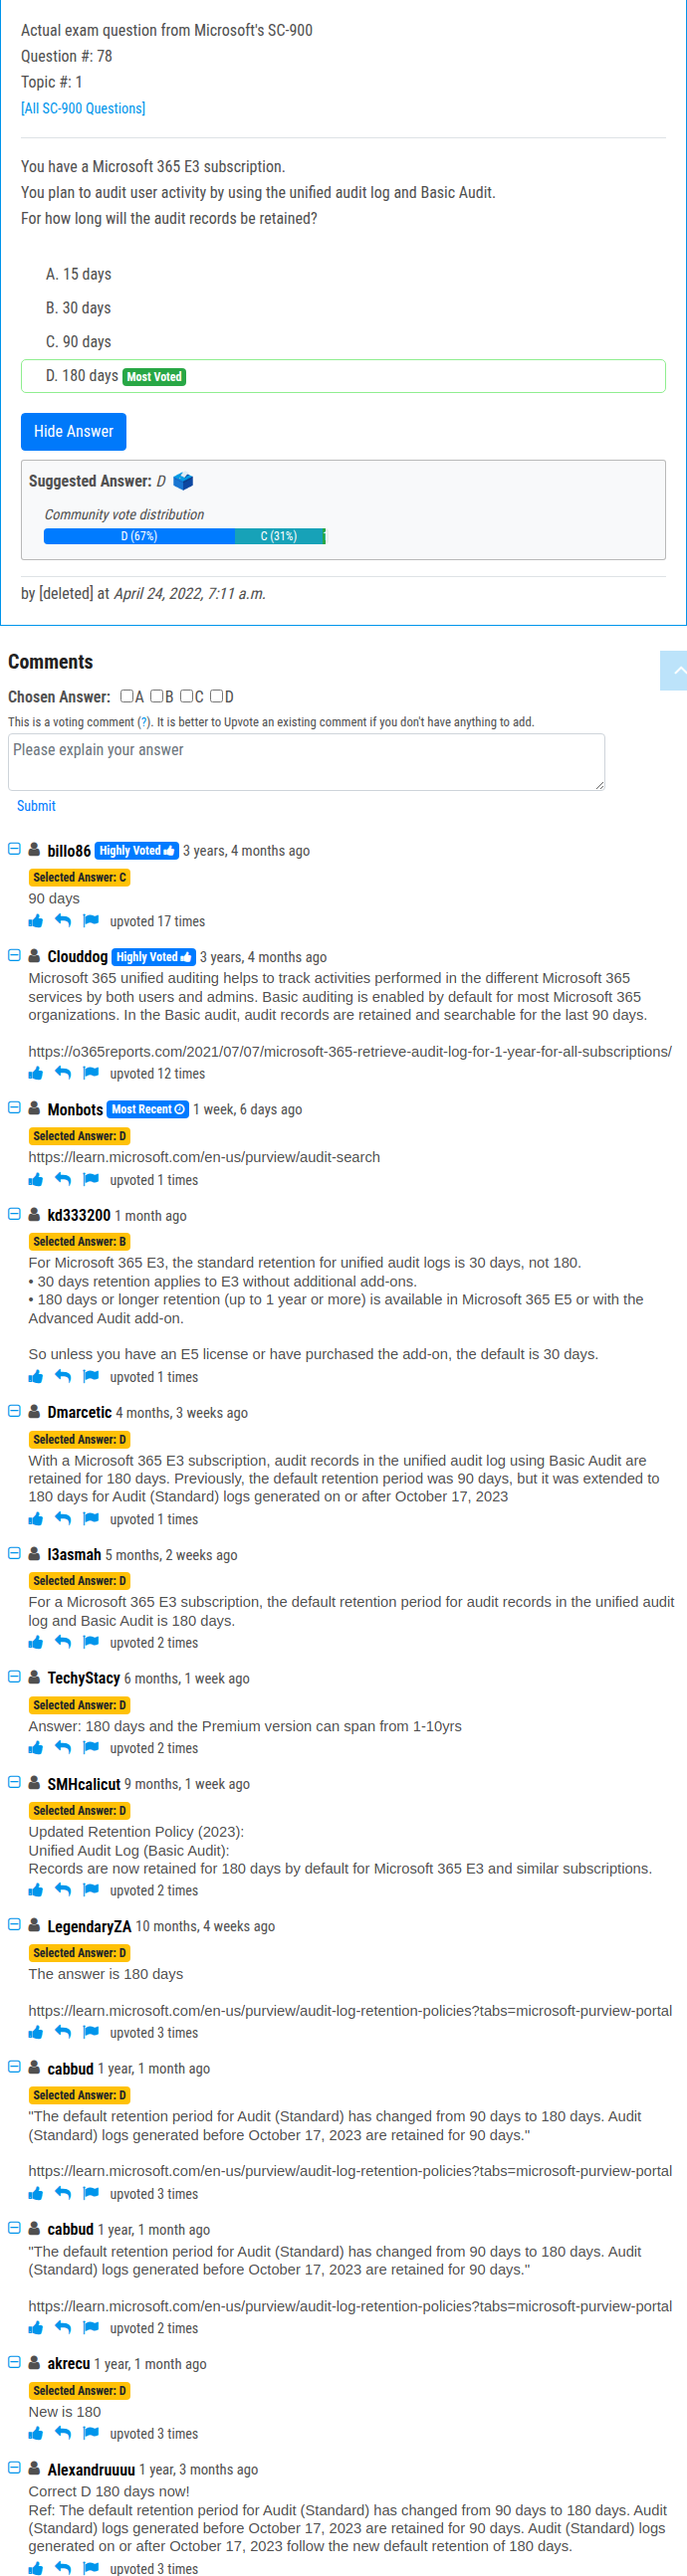 Actual exam question from Microsoft's SC-900
Question #: 78
Topic #: 1
[All SC-900 Questions]
You have a Microsoft 365 E3 subscription.
You plan to audit user activity by using the unified audit log and Basic Audit.
For how long will the audit records be retained?
A. 15 days
B. 30 days
C. 90 days
D. 180 days Most Voted
Hide Answer
Suggested Answer: D
Community vote distribution
D (67%) C (31%)
by [deleted] at April 24, 2022, 7:11 a.m.
Comments
Chosen Answer: A B C D
This is a voting comment (?). It is better to Upvote an existing comment if you don't have anything to add.
Please explain your answer
Submit
billo86 Highly Voted 3 years, 4 months ago
Selected Answer: C
90 days
upvoted 17 times
Clouddog Highly Voted 3 years, 4 months ago
Microsoft 365 unified auditing helps to track activities performed in the different Microsoft 365
services by both users and admins. Basic auditing is enabled by default for most Microsoft 365
organizations. In the Basic audit, audit records are retained and searchable for the last 90 days.
https://o365reports.com/2021/07/07/microsoft-365-retrieve-audit-log-for-1-year-for-all-subscriptions/
upvoted 12 times
Monbots Most Recent 1 week, 6 days ago
Selected Answer: D
https://learn.microsoft.com/en-us/purview/audit-search
upvoted 1 times
kd333200 1 month ago
Selected Answer: B
For Microsoft 365 E3, the standard retention for unified audit logs is 30 days, not 180.
• 30 days retention applies to E3 without additional add-ons.
• 180 days or longer retention (up to 1 year or more) is available in Microsoft 365 E5 or with the
Advanced Audit add-on.
So unless you have an E5 license or have purchased the add-on, the default is 30 days.
upvoted 1 times
Dmarcetic 4 months, 3 weeks ago
Selected Answer: D
With a Microsoft 365 E3 subscription, audit records in the unified audit log using Basic Audit are
retained for 180 days. Previously, the default retention period was 90 days, but it was extended to
180 days for Audit (Standard) logs generated on or after October 17, 2023
upvoted 1 times
l3asmah 5 months, 2 weeks ago
Selected Answer: D
For a Microsoft 365 E3 subscription, the default retention period for audit records in the unified audit
log and Basic Audit is 180 days.
upvoted 2 times
TechyStacy 6 months, 1 week ago
Selected Answer: D
Answer: 180 days and the Premium version can span from 1-10yrs
upvoted 2 times
SMHcalicut 9 months, 1 week ago
Selected Answer: D
Updated Retention Policy (2023):
Unified Audit Log (Basic Audit):
Records are now retained for 180 days by default for Microsoft 365 E3 and similar subscriptions.
upvoted 2 times
LegendaryZA 10 months, 4 weeks ago
Selected Answer: D
The answer is 180 days
https://learn.microsoft.com/en-us/purview/audit-log-retention-policies?tabs=microsoft-purview-portal
upvoted 3 times
cabbud 1 year, 1 month ago
Selected Answer: D
"The default retention period for Audit (Standard) has changed from 90 days to 180 days. Audit
(Standard) logs generated before October 17, 2023 are retained for 90 days."
https://learn.microsoft.com/en-us/purview/audit-log-retention-policies?tabs=microsoft-purview-portal
upvoted 3 times
cabbud 1 year, 1 month ago
"The default retention period for Audit (Standard) has changed from 90 days to 180 days. Audit
(Standard) logs generated before October 17, 2023 are retained for 90 days."
https://learn.microsoft.com/en-us/purview/audit-log-retention-policies?tabs=microsoft-purview-portal
upvoted 2 times
akrecu 1 year, 1 month ago
Selected Answer: D
New is 180
upvoted 3 times
Alexandruuuu 1 year, 3 months ago
Correct D 180 days now!
Ref: The default retention period for Audit (Standard) has changed from 90 days to 180 days. Audit
(Standard) logs generated before October 17, 2023 are retained for 90 days. Audit (Standard) logs
generated on or after October 17, 2023 follow the new default retention of 180 days.
upvoted 3 times